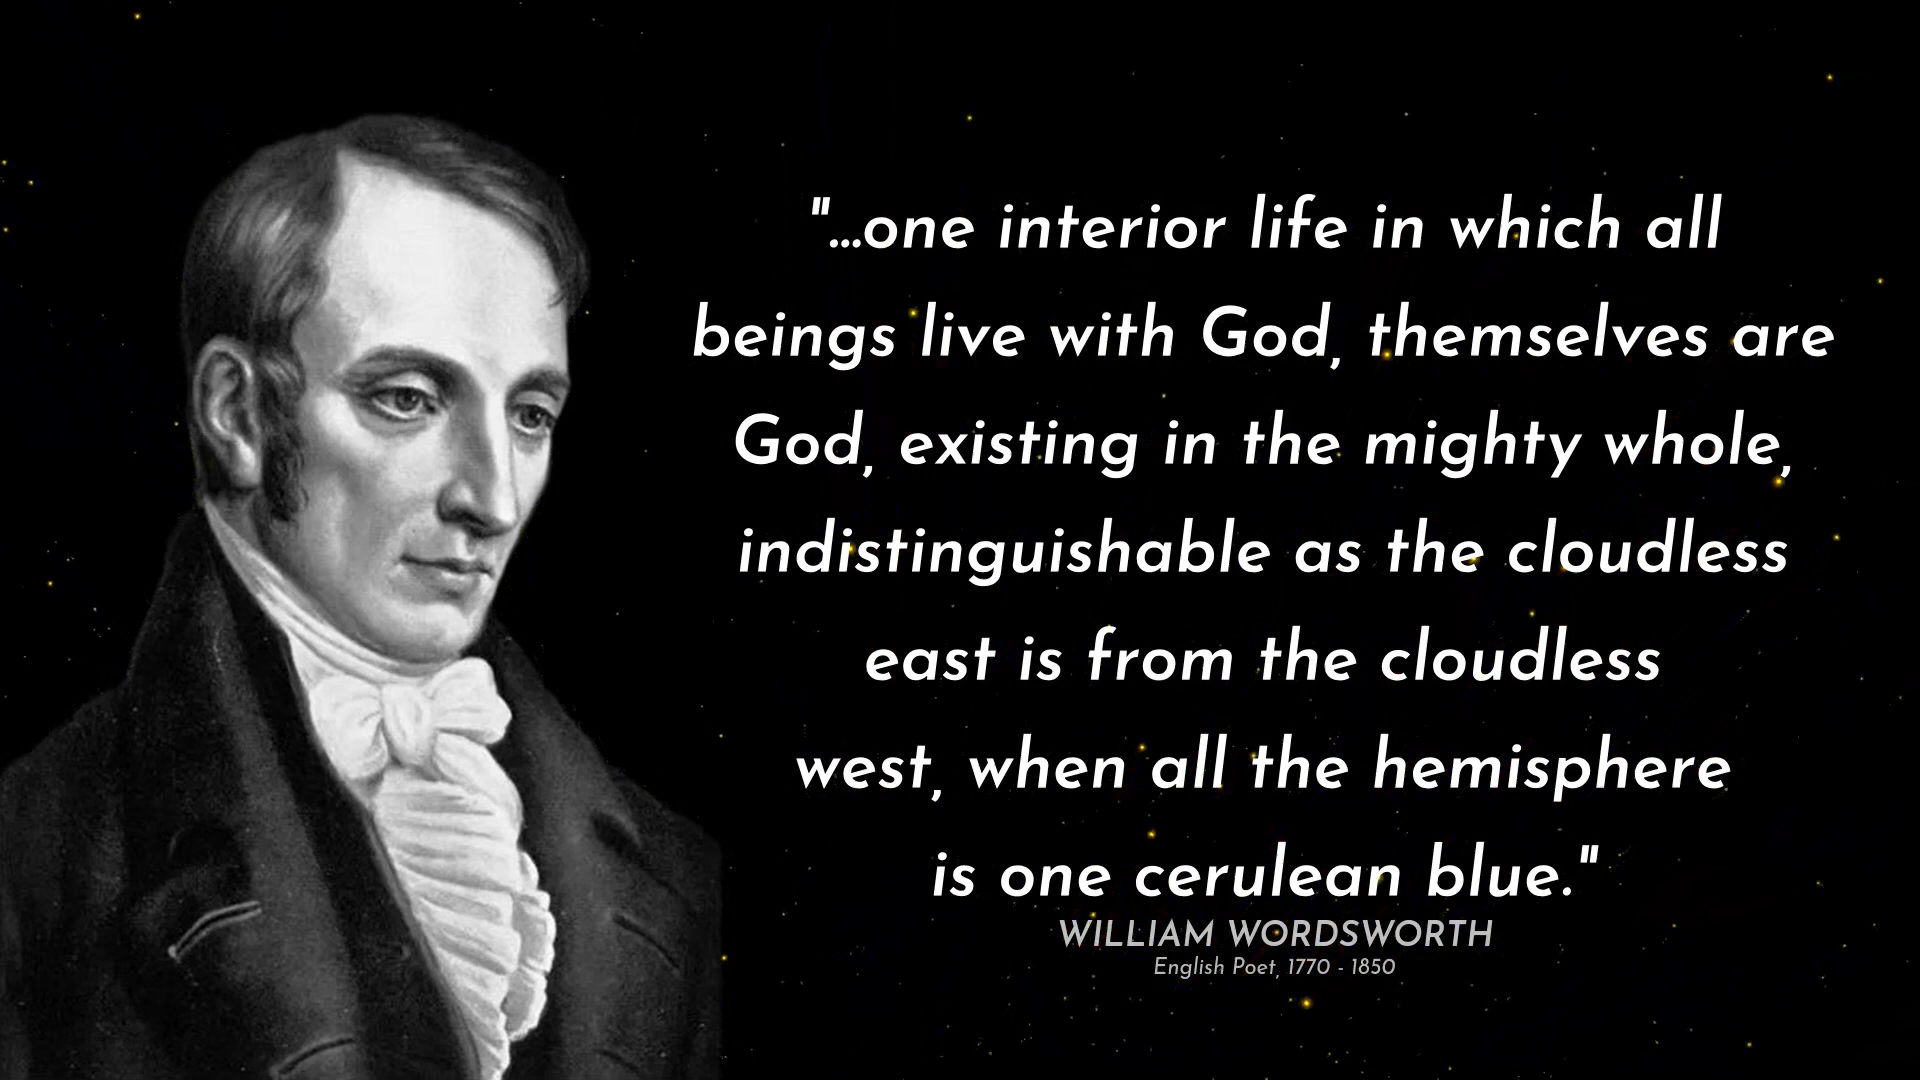 "...one interior life in which all
beings live with God, themselves are
God, existing in the mighty whole,
indistinguishable as the cloudless
east is from the cloudless
west, when all the hemisphere
is one cerulean blue."
WILLIAM WORDSWORTH
English Poet, 1770 - 1850